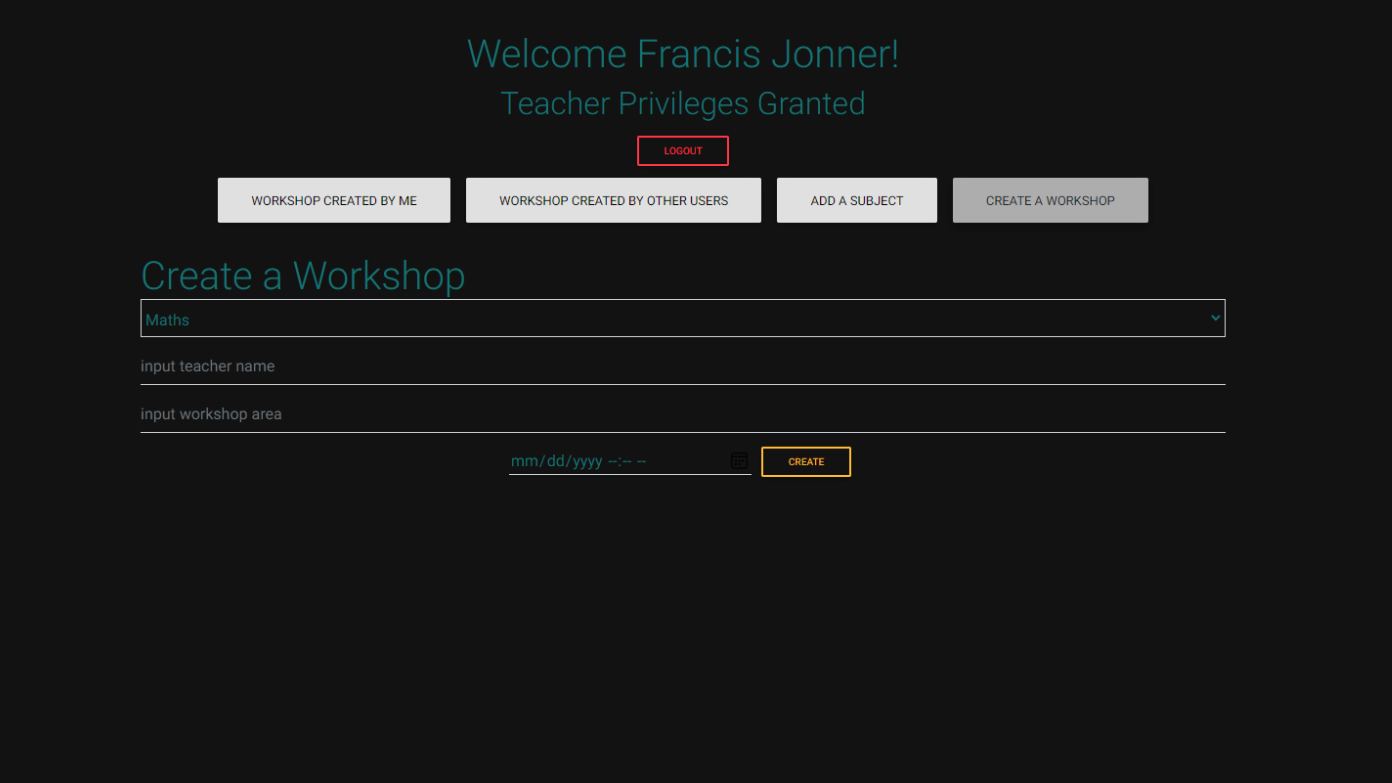 Welcome Francis Jonner!
Teacher Privileges Granted
LOGOUT
WORKSHOP CREATED BY ME WORKSHOP CREATED BY OTHER USERS ADD A SUBJECT CREATE A WORKSHOP
Create a Workshop
Maths
input teacher name
input workshop area
mm/dd/yyyy --:-- -- CREATE